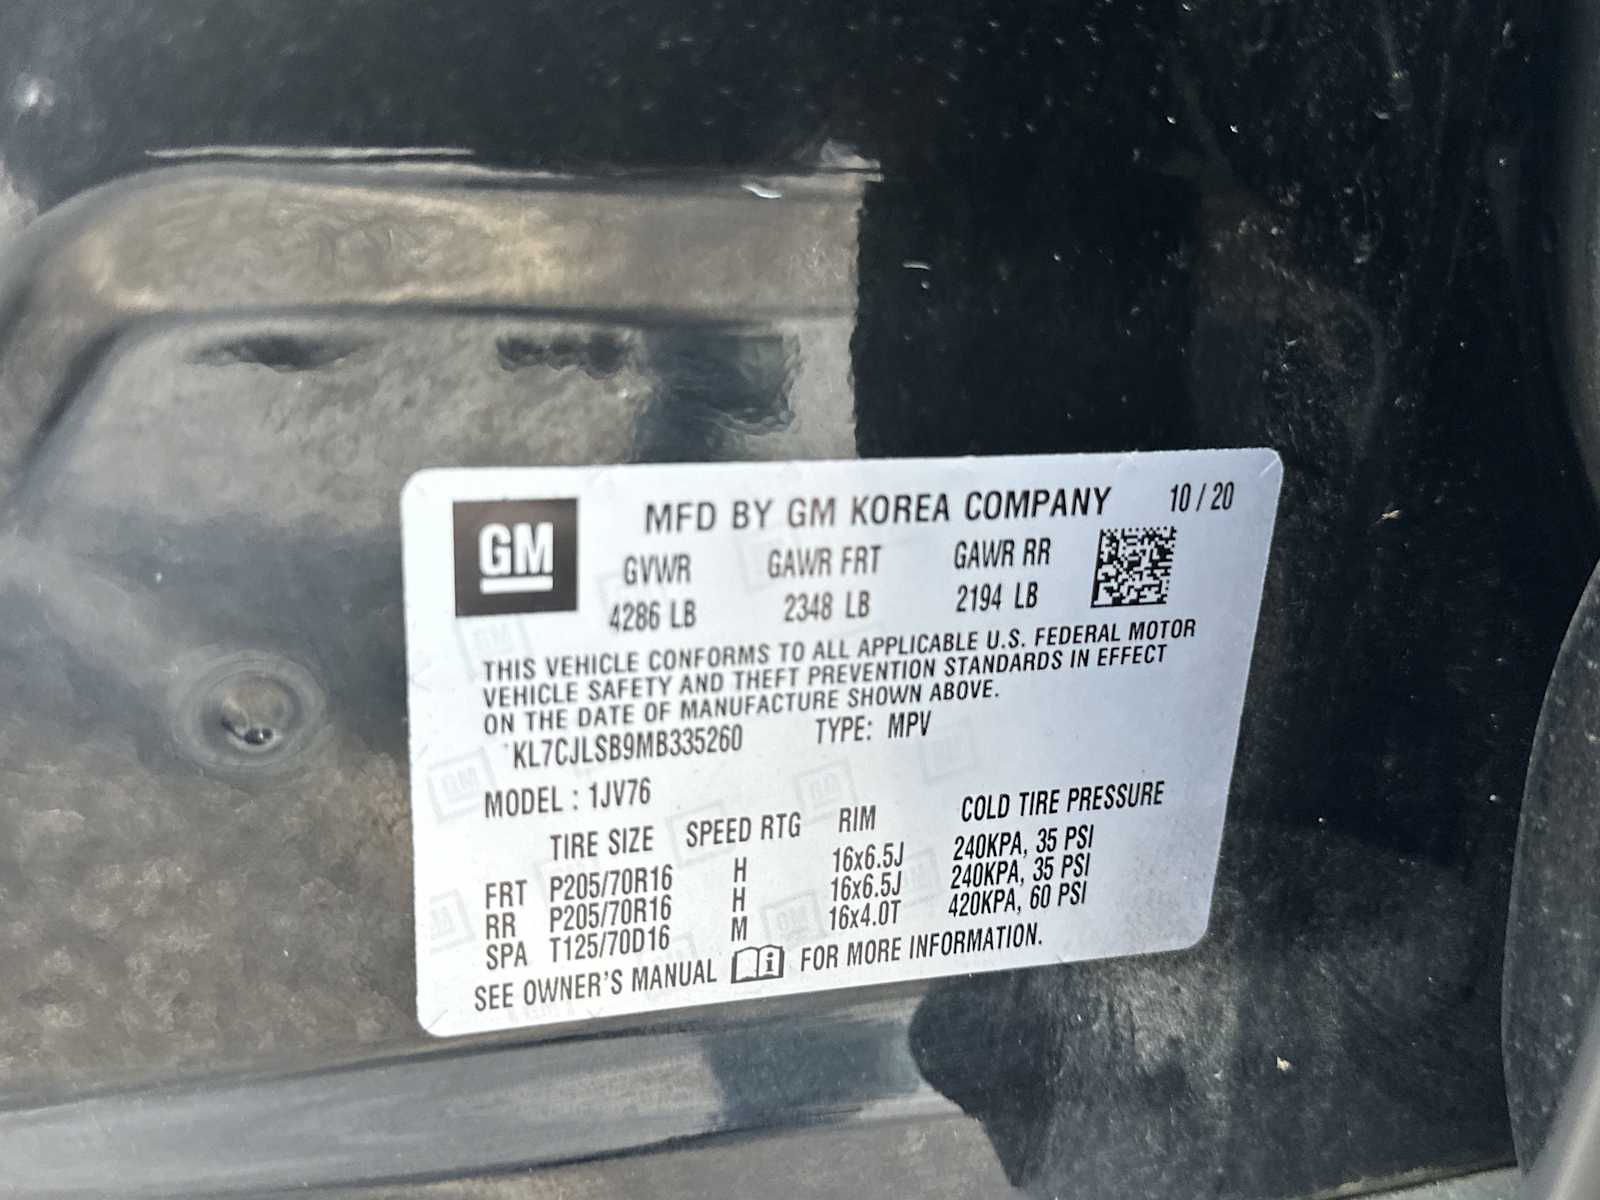 GM
MFD BY GM KOREA COMPANY 10 / 20
GVWR GAWR FRT GAWR RR
4286 LB 2348 LB 2194 LB
THIS VEHICLE CONFORMS TO ALL APPLICABLE U.S. FEDERAL MOTOR
VEHICLE SAFETY AND THEFT PREVENTION STANDARDS IN EFFECT
ON THE DATE OF MANUFACTURE SHOWN ABOVE.
*KL7CJLSB9MB335260 TYPE: MPV
MODEL : 1JV76
TIRE SIZE SPEED RTG RIM COLD TIRE PRESSURE
FRT P205/70R16 H 16x6.5J 240KPA, 35 PSI
RR P205/70R16 H 16x6.5J 240KPA, 35 PSI
SPA T125/70D16 M 16x4.0T 420KPA, 60 PSI
SEE OWNER'S MANUAL i FOR MORE INFORMATION.